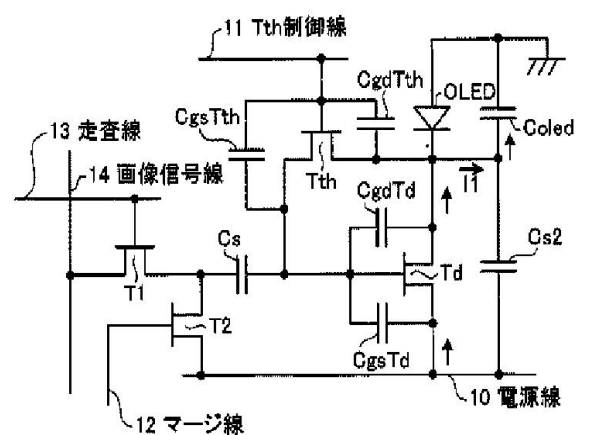 11 Tth制御線
CgdTth
OLED
CgsTth
Coled
13 走査線
14 画像信号線
Tth
I1
CgdTd
Cs
Cs2
Td
T1
T2
CgsTd
10 電源線
12 マージ線